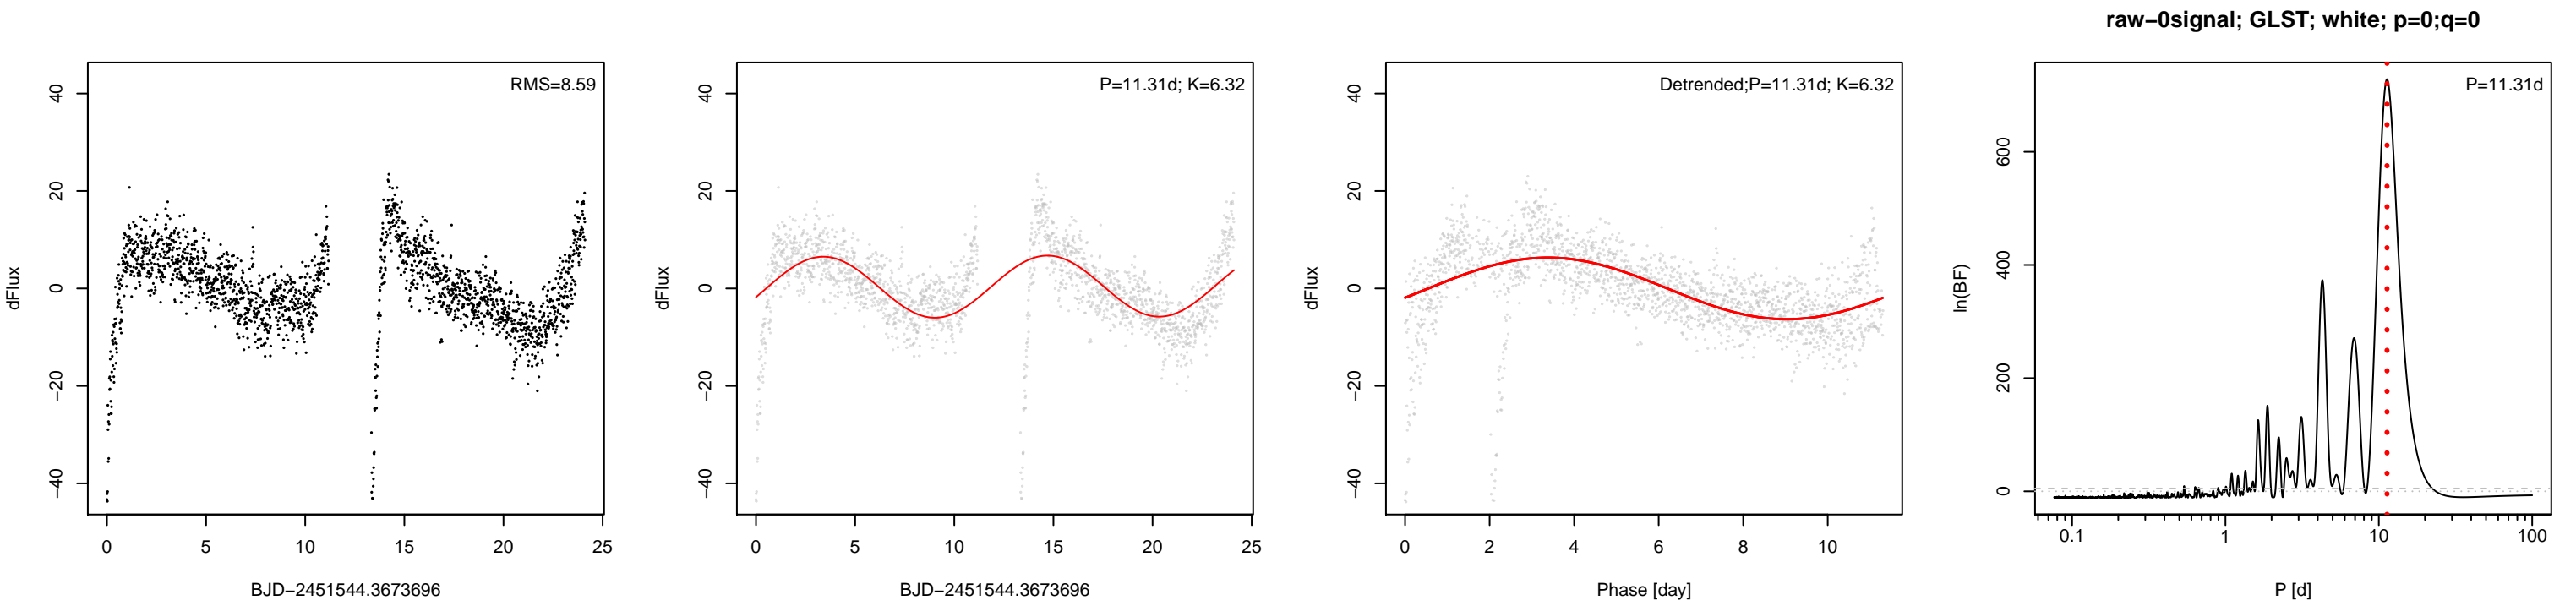 raw−0signal; GLST; white; p=0;q=0
RMS=8.59
dFlux
40
20
0
−20
−40
0 5 10 15 20 25
BJD−2451544.3673696
P=11.31d; K=6.32
dFlux
40
20
0
−20
−40
0 5 10 15 20 25
BJD−2451544.3673696
Detrended;P=11.31d; K=6.32
dFlux
40
20
0
−20
−40
0 2 4 6 8 10
Phase [day]
P=11.31d
ln(BF)
600
400
200
0
0.1 1 10 100
P [d]